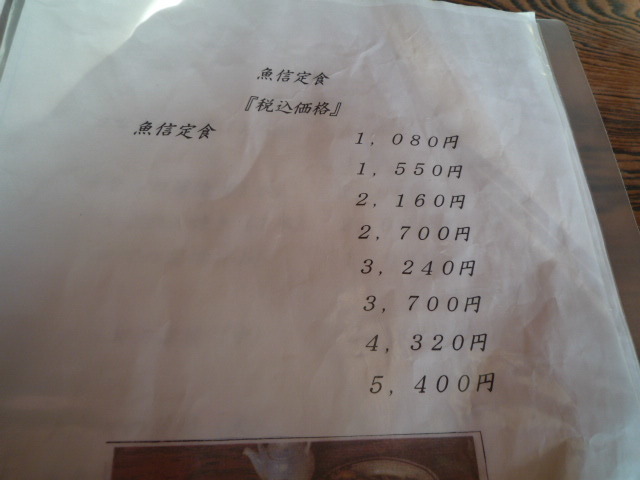 魚信定食
『税込価格』
魚信定食 1，080円
1，550円
2，160円
2，700円
3，240円
3，700円
4，320円
5，400円